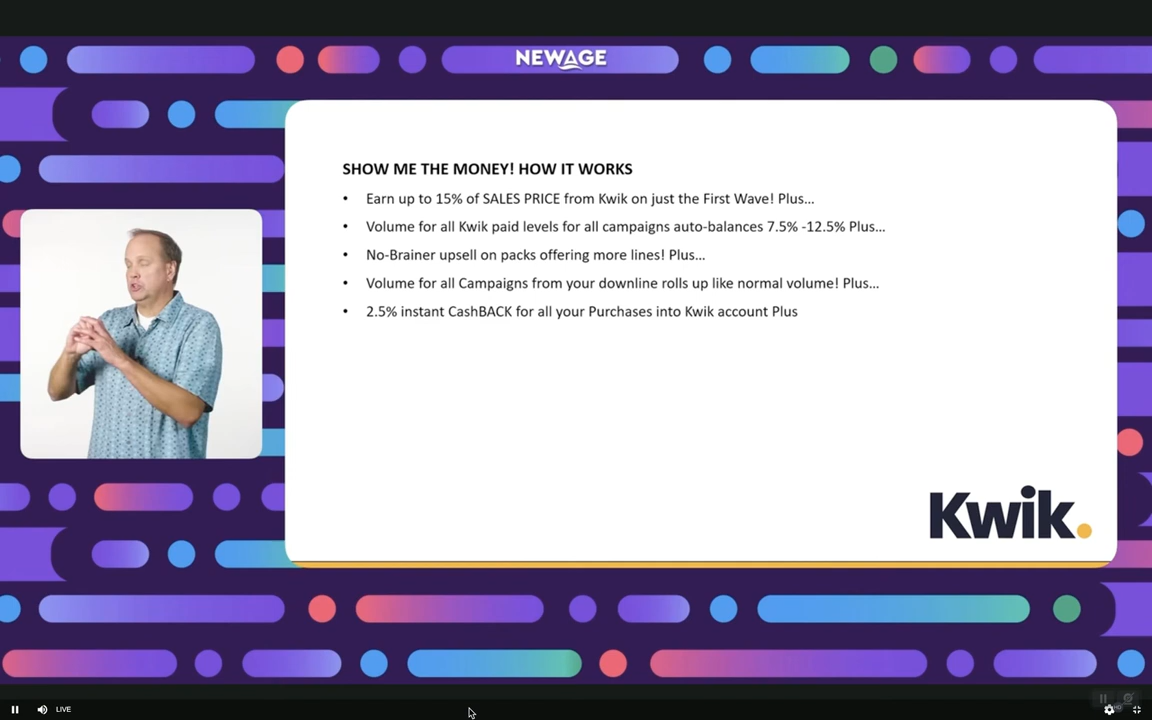 NEWAGE
SHOW ME THE MONEY! HOW IT WORKS
• Earn up to 15% of SALES PRICE from Kwik on just the First Wave! Plus...
• Volume for all Kwik paid levels for all campaigns auto-balances 7.5% -12.5% Plus...
• No-Brainer upsell on packs offering more lines! Plus...
• Volume for all Campaigns from your downline rolls up like normal volume! Plus...
• 2.5% instant CashBACK for all your Purchases into Kwik account Plus
Kwik.
LIVE